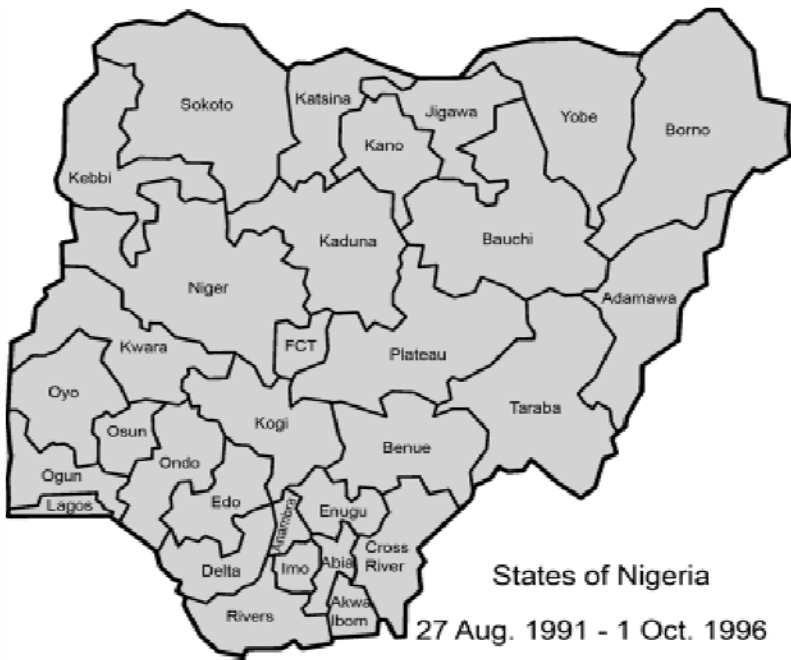 Sokoto
Katsina
Jigawa
Yobe
Borno
Kano
Kebbi
Kaduna
Bauchi
Niger
Adamawa
Kwara
FCT
Plateau
Oyo
Taraba
Osun
Kogi
Benue
Ondo
Ogun
Edo
Lagos
Anambra
Enugu
Cross
River
Delta
Imo
Abia
Akwa
Ibom
Rivers
States of Nigeria
27 Aug. 1991 - 1 Oct. 1996